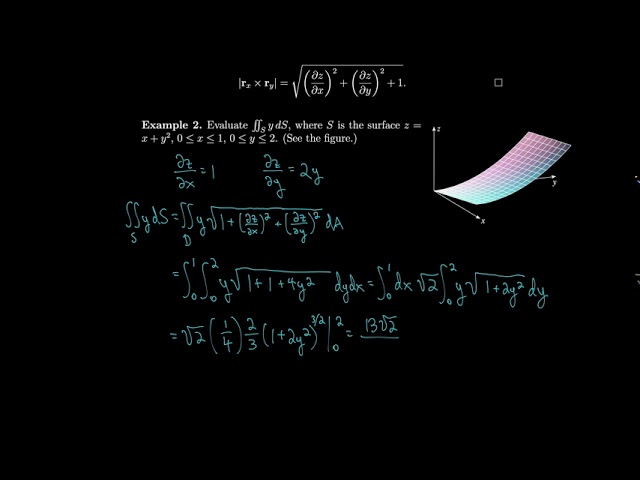 |r_x × r_y| = √((∂z/∂x)² + (∂z/∂y)² + 1). □
Example 2. Evaluate ∬_S y dS, where S is the surface z =
x + y², 0 ≤ x ≤ 1, 0 ≤ y ≤ 2. (See the figure.)
z
y
x
∂z/∂x = 1   ∂z/∂y = 2y
∬_S y dS = ∬_D y √(1 + (∂z/∂x)² + (∂z/∂y)²) dA
= ∫_0^1 ∫_0^2 y √(1 + 1 + 4y²) dy dx = ∫_0^1 dx √2 ∫_0^2 y √(1 + 2y²) dy
= √2 (1/4) 2/3 (1 + 2y²)^{3/2} |_0^2 = 13√2